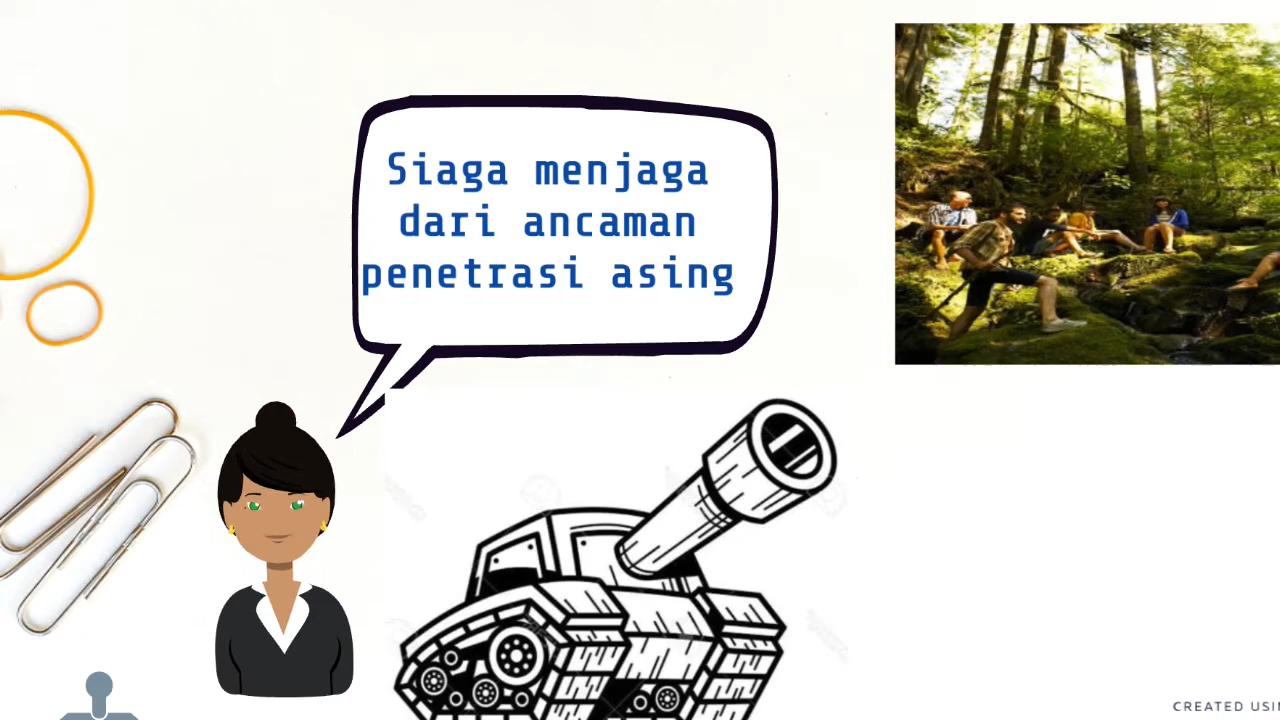 Siaga menjaga
dari ancaman
penetrasi asing
CREATED USI